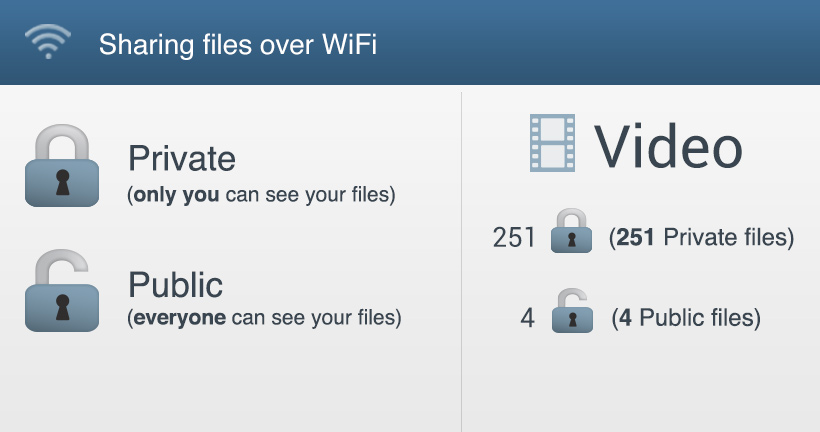 Sharing files over WiFi
Private
(only you can see your files)
Public
(everyone can see your files)
Video
251 (251 Private files)
4 (4 Public files)